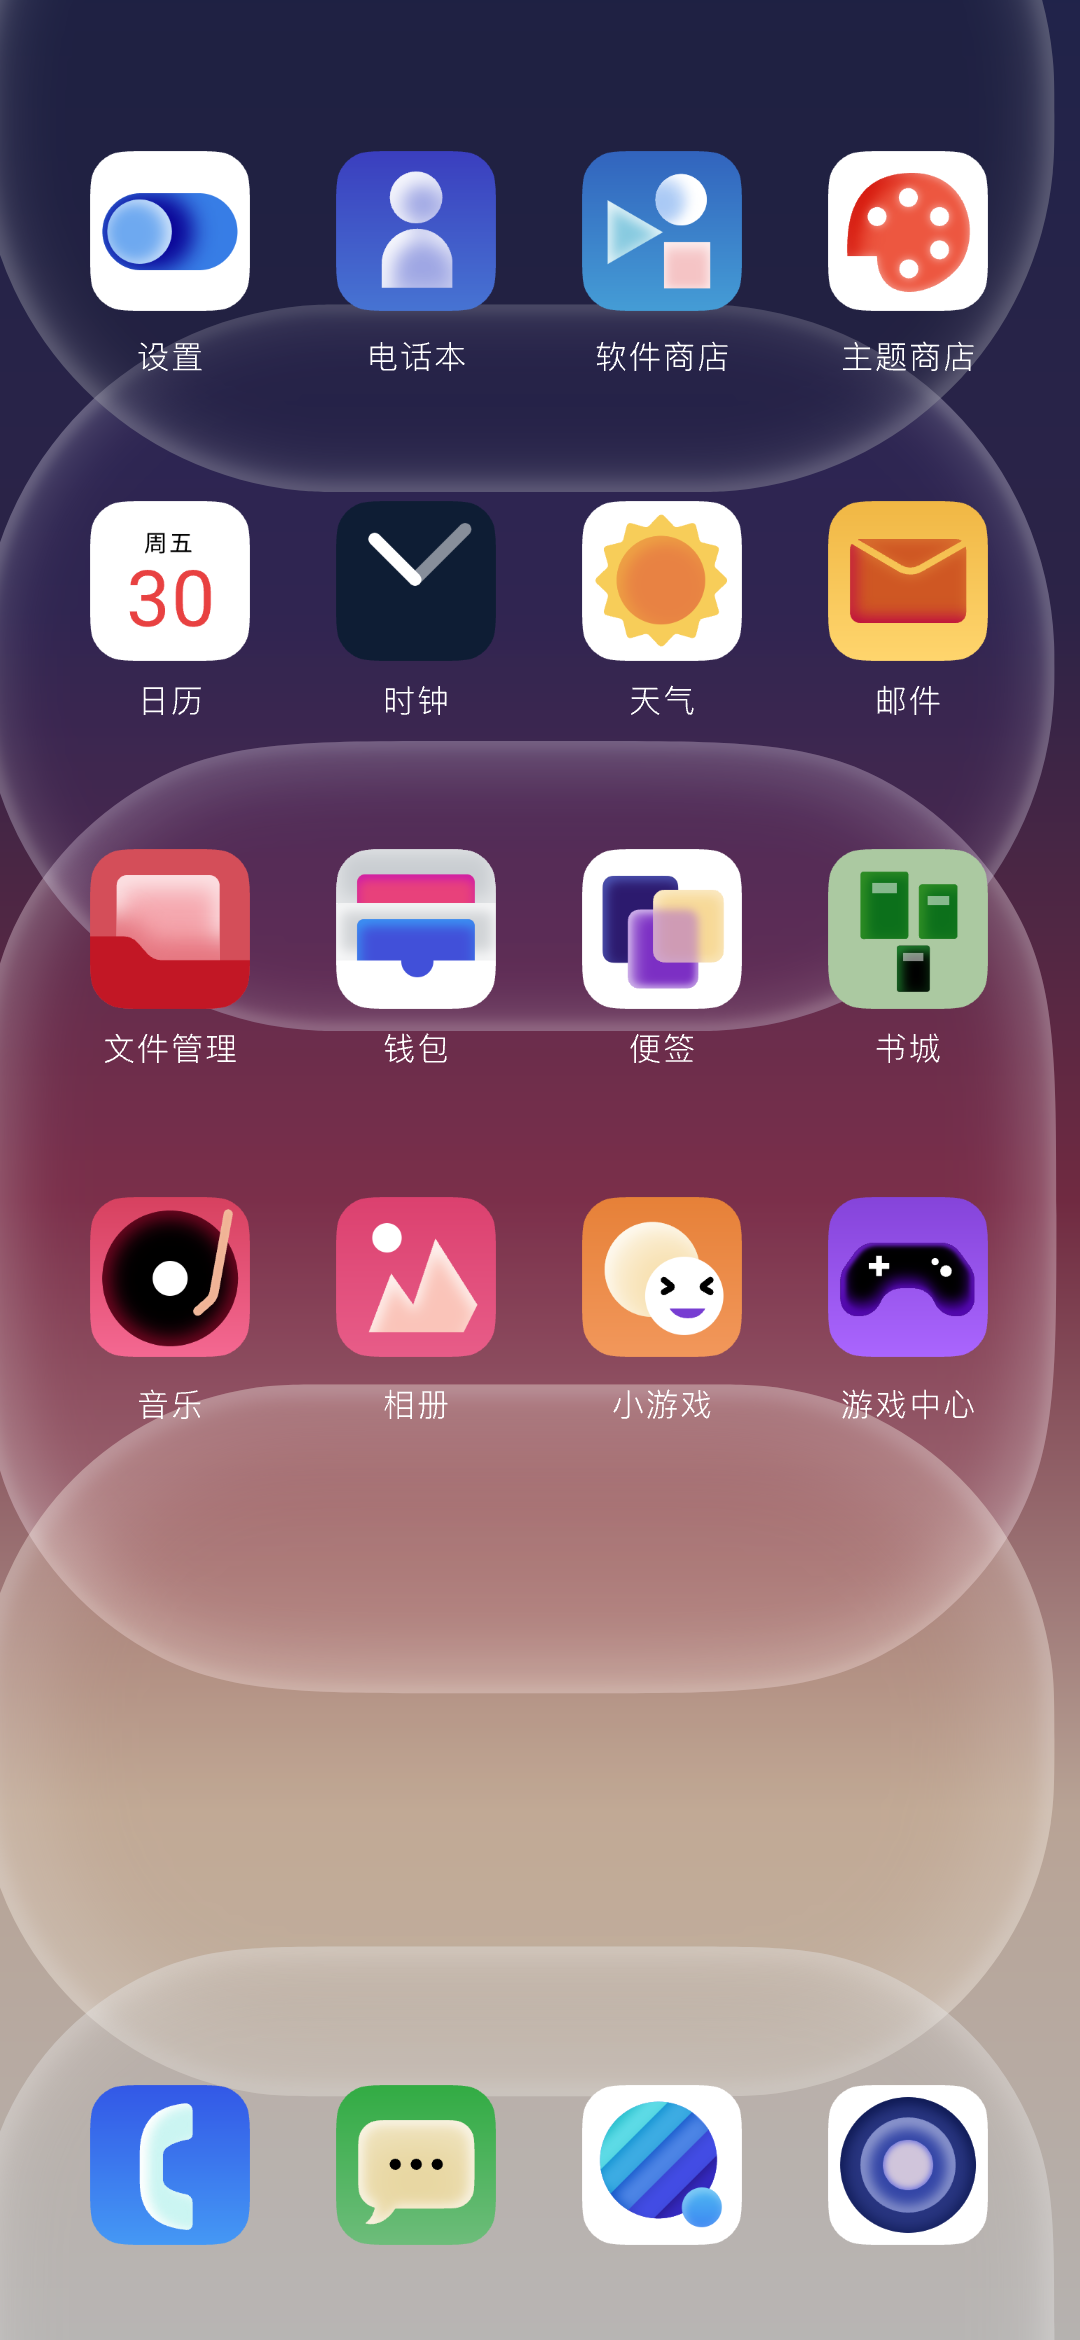 设置 电话本 软件商店 主题商店
周五
30
日历 时钟 天气 邮件
文件管理 钱包 便签 书城
音乐 相册 小游戏 游戏中心